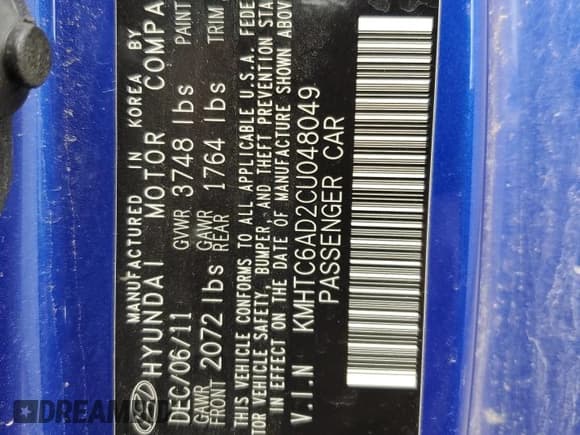 MANUFACTURED IN KOREA BY
HYUNDAI MOTOR COMPA
DEC/06/11 GVWR 3748 lbs PAINT
GAWR FRONT 2072 lbs GAWR REAR 1764 lbs TRIM
THIS VEHICLE CONFORMS TO ALL APPLICABLE U.S.A. FEDE
TOR VEHICLE SAFETY, BUMPER, AND THEFT PREVENTION STA
IN EFFECT ON THE DATE OF MANUFACTURE SHOWN ABOV
V.I.N KMHTC6AD2CU048049
PASSENGER CAR
© DREAMBID